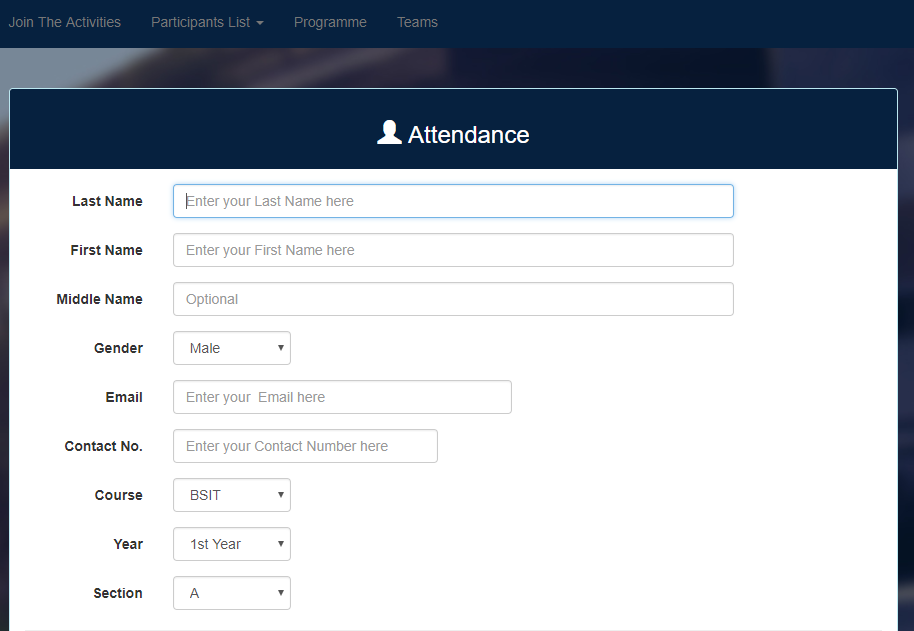 Join The Activities Participants List Programme Teams
Attendance
Last Name Enter your Last Name here
First Name Enter your First Name here
Middle Name Optional
Gender Male
Email Enter your  Email here
Contact No. Enter your Contact Number here
Course BSIT
Year 1st Year
Section A